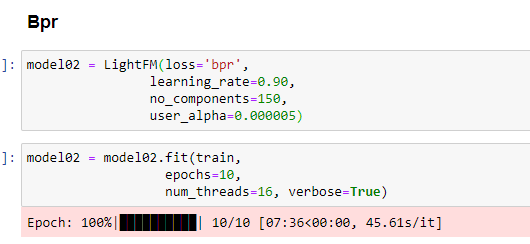 Bpr
]: model02 = LightFM(loss='bpr',
learning_rate=0.90,
no_components=150,
user_alpha=0.000005)
]: model02 = model02.fit(train,
epochs=10,
num_threads=16, verbose=True)
Epoch: 100%|██████████| 10/10 [07:36<00:00, 45.61s/it]